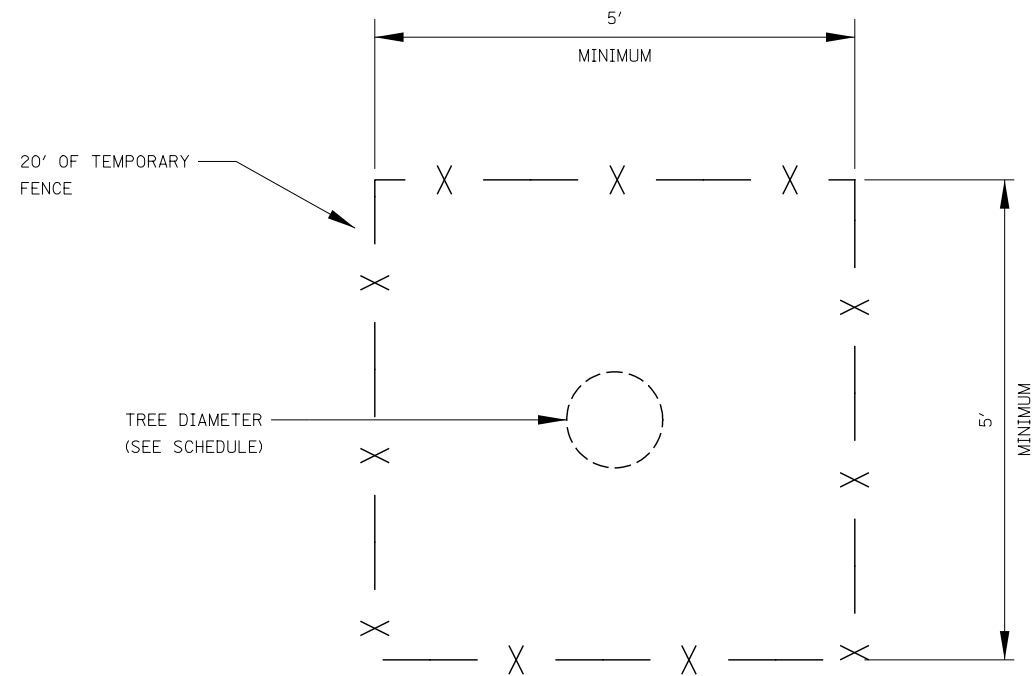 5'
MINIMUM
20' OF TEMPORARY
FENCE
TREE DIAMETER
(SEE SCHEDULE)
5'
MINIMUM